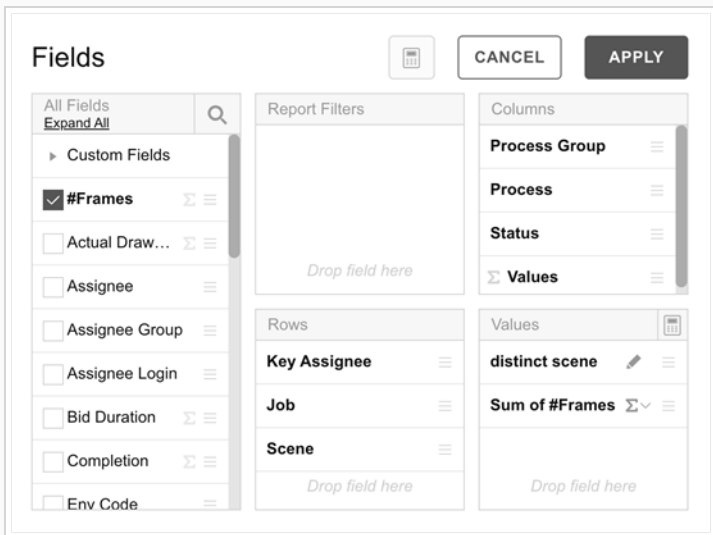 Fields
CANCEL
APPLY
All Fields
Expand All
Custom Fields
#Frames
Actual Draw…
Assignee
Assignee Group
Assignee Login
Bid Duration
Completion
Env Code
Report Filters
Drop field here
Columns
Process Group
Process
Status
Σ Values
Rows
Key Assignee
Job
Scene
Drop field here
Values
distinct scene
Sum of #Frames Σ
Drop field here